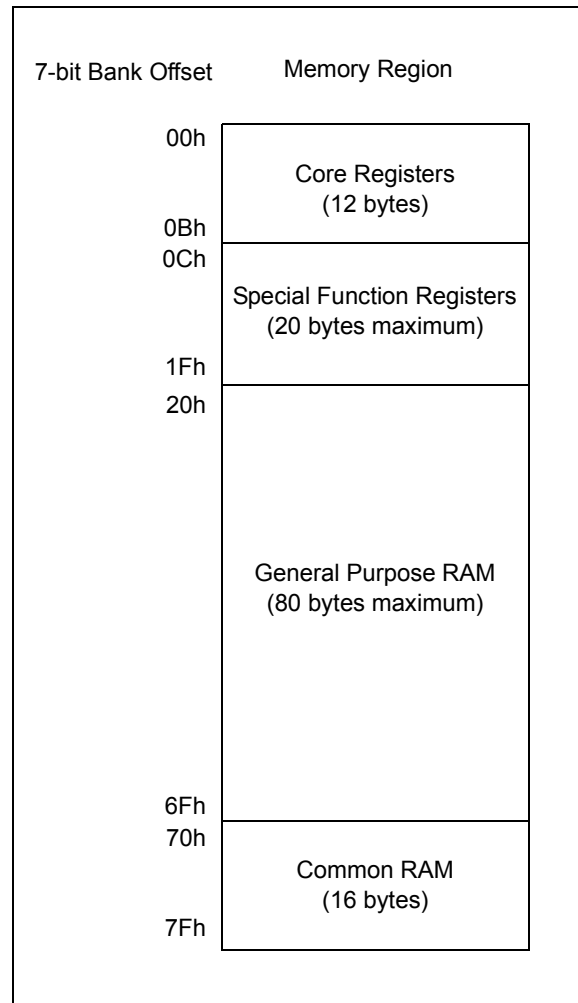 7-bit Bank Offset Memory Region
00h
Core Registers
(12 bytes)
0Bh
0Ch
Special Function Registers
(20 bytes maximum)
1Fh
20h
General Purpose RAM
(80 bytes maximum)
6Fh
70h
Common RAM
(16 bytes)
7Fh